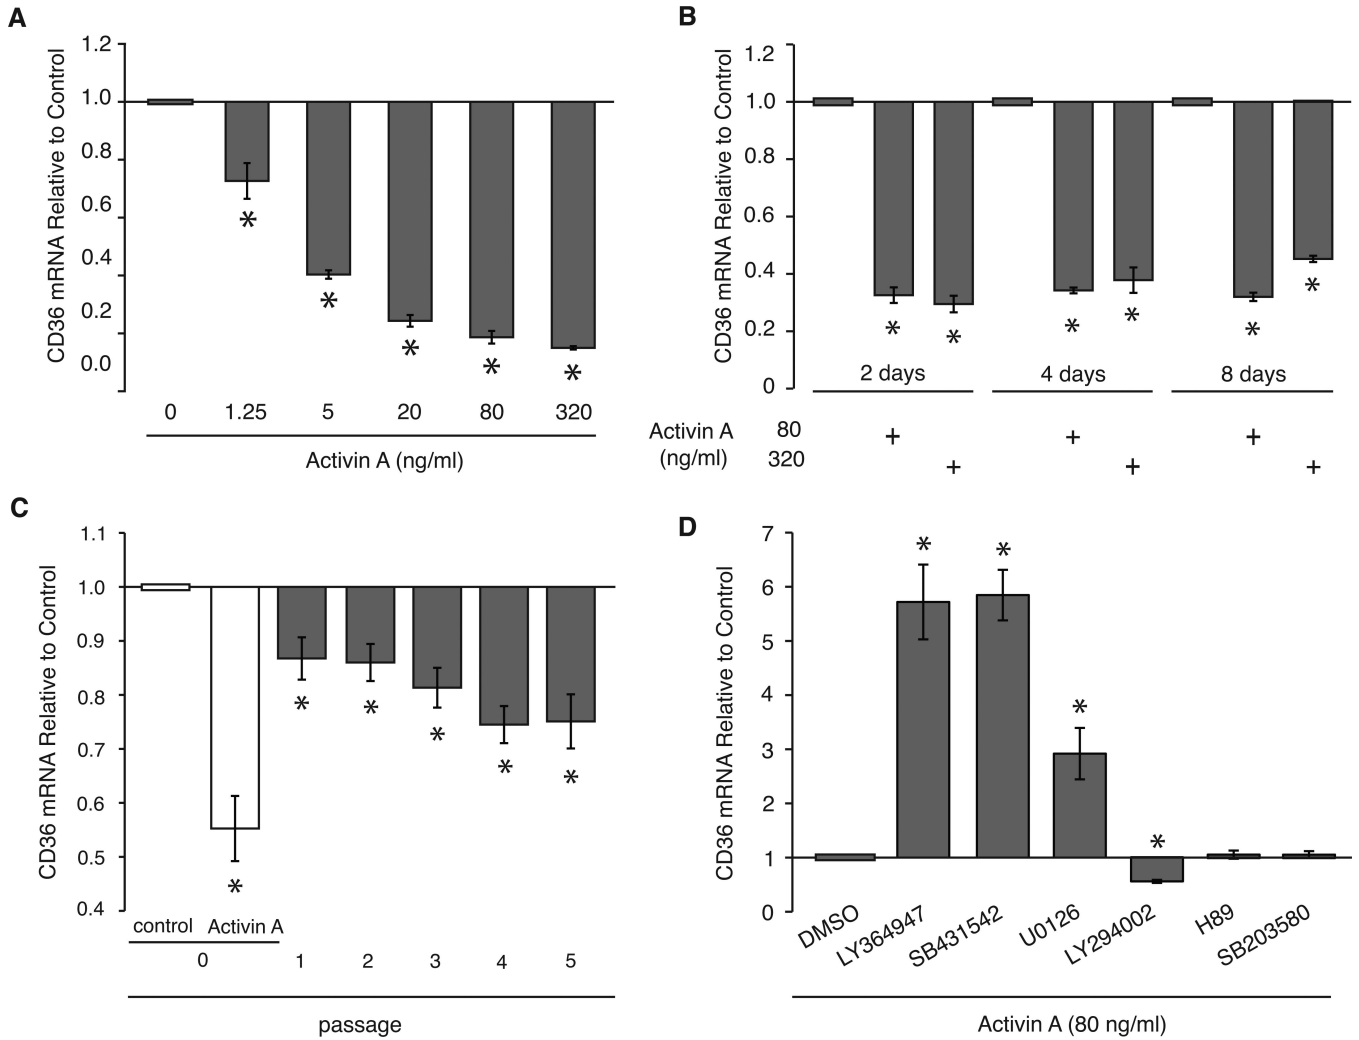 A
CD36 mRNA Relative to Control
1.2
1.0
0.8
0.6
0.4
0.2
0.0
* * * * *
0 1.25 5 20 80 320
Activin A (ng/ml)
B
CD36 mRNA Relative to Control
1.2
1.0
0.8
0.6
0.4
0.2
0
* * * * * *
2 days 4 days 8 days
Activin A 80 + + +
(ng/ml) 320 + + +
C
CD36 mRNA Relative to Control
1.1
1.0
0.9
0.8
0.7
0.6
0.5
0.4
* * * * * *
control Activin A
0 1 2 3 4 5
passage
D
CD36 mRNA Relative to Control
7
6
5
4
3
2
1
0
* * * *
DMSO
LY364947
SB431542
U0126
LY294002
H89
SB203580
Activin A (80 ng/ml)